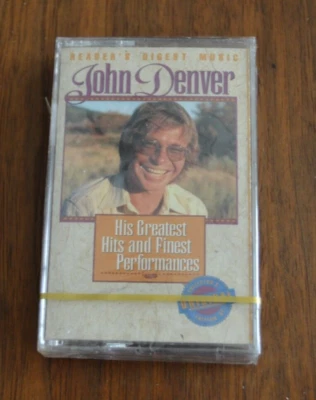 READER'S DIGEST MUSIC
John Denver
His Greatest
Hits and Finest
Performances